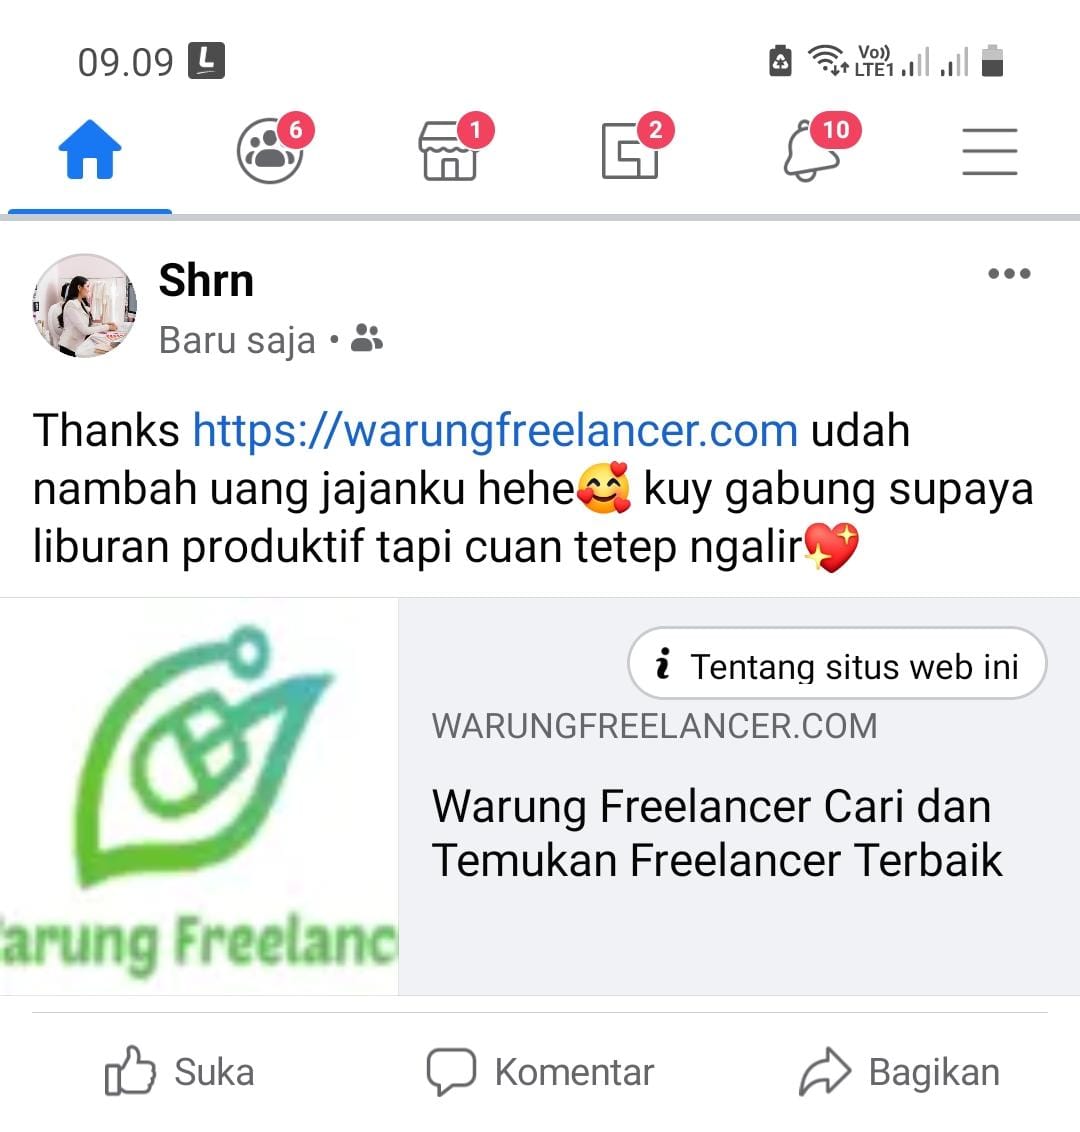 09.09 L Vo)) LTE1
6 1 2 10
Shrn
Baru saja •
Thanks https://warungfreelancer.com udah
nambah uang jajanku hehe🥰 kuy gabung supaya
liburan produktif tapi cuan tetep ngalir💖
i Tentang situs web ini
WARUNGFREELANCER.COM
Warung Freelancer Cari dan
Temukan Freelancer Terbaik
arung Freelanc
Suka Komentar Bagikan